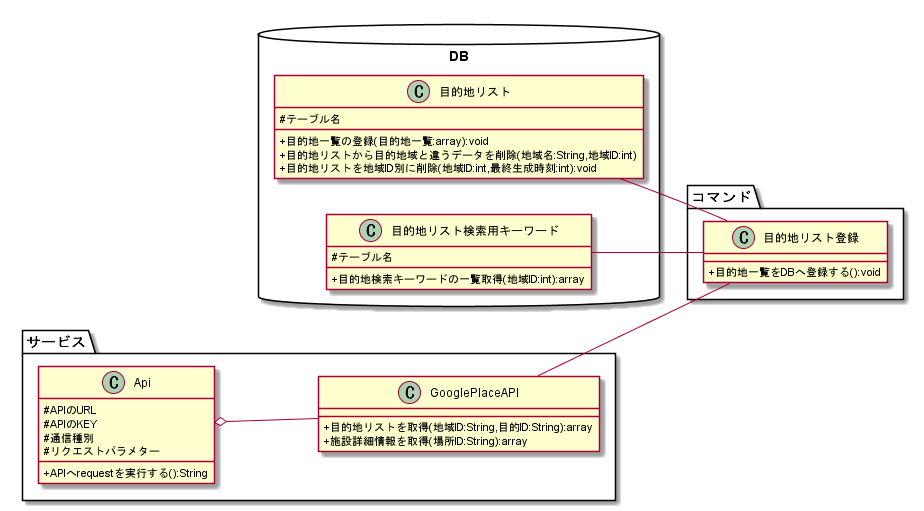 DB
C 目的地リスト
#テーブル名
+目的地一覧の登録(目的地一覧:array):void
+目的地リストから目的地域と違うデータを削除(地域名:String,地域ID:int)
+目的地リストを地域ID別に削除(地域ID:int,最終生成時刻:int):void
C 目的地リスト検索用キーワード
#テーブル名
+目的地検索キーワードの一覧取得(地域ID:int):array
コマンド
C 目的地リスト登録
+目的地一覧をDBへ登録する():void
サービス
C Api
#APIのURL
#APIのKEY
#通信種別
#リクエストパラメター
+APIへrequestを実行する():String
C GooglePlaceAPI
+目的地リストを取得(地域ID:String,目的ID:String):array
+施設詳細情報を取得(場所ID:String):array